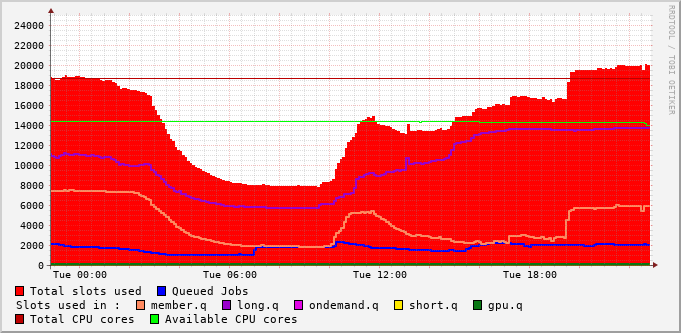 24000
22000
20000
18000
16000
14000
12000
10000
8000
6000
4000
2000
0
Tue 00:00 Tue 06:00 Tue 12:00 Tue 18:00
Total slots used Queued Jobs
Slots used in : member.q long.q ondemand.q short.q gpu.q
Total CPU cores Available CPU cores
RRDTOOL / TOBI OETIKER